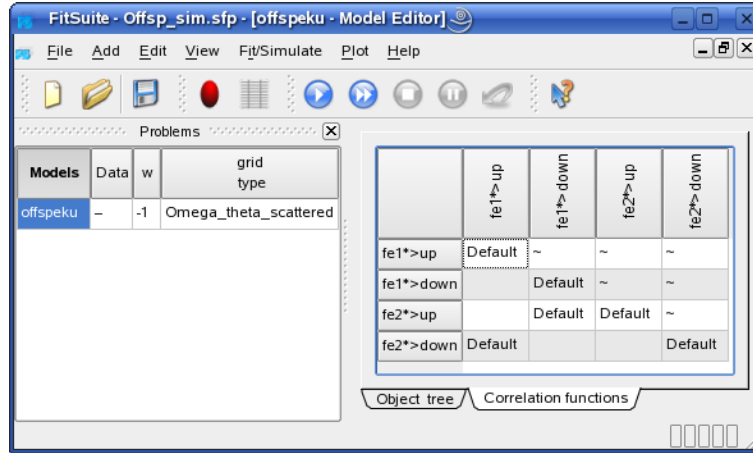 FitSuite - Offsp_sim.sfp - [offspeku - Model Editor]
File Add Edit View Fit/Simulate Plot Help
Problems
Models Data w grid type
offspeku – -1 Omega_theta_scattered
fe1*> up fe1*> down fe2*> up fe2*> down
fe1*>up Default ~ ~ ~
fe1*>down Default ~ ~
fe2*>up Default Default ~
fe2*>down Default Default
Object tree Correlation functions